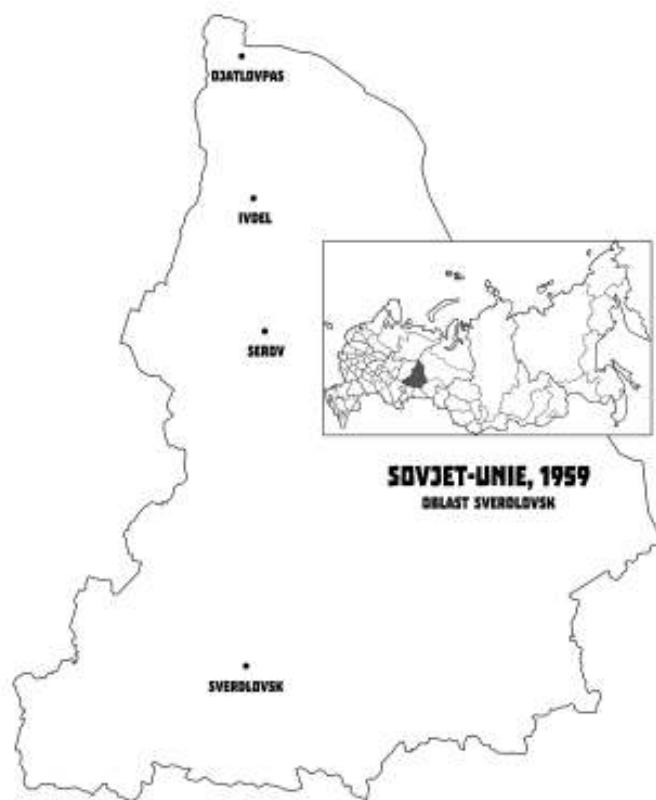 DJATLOVPAS
IVDEL
SEROV
SOVJET-UNIE, 1959
OBLAST SVERDLOVSK
SVERDLOVSK